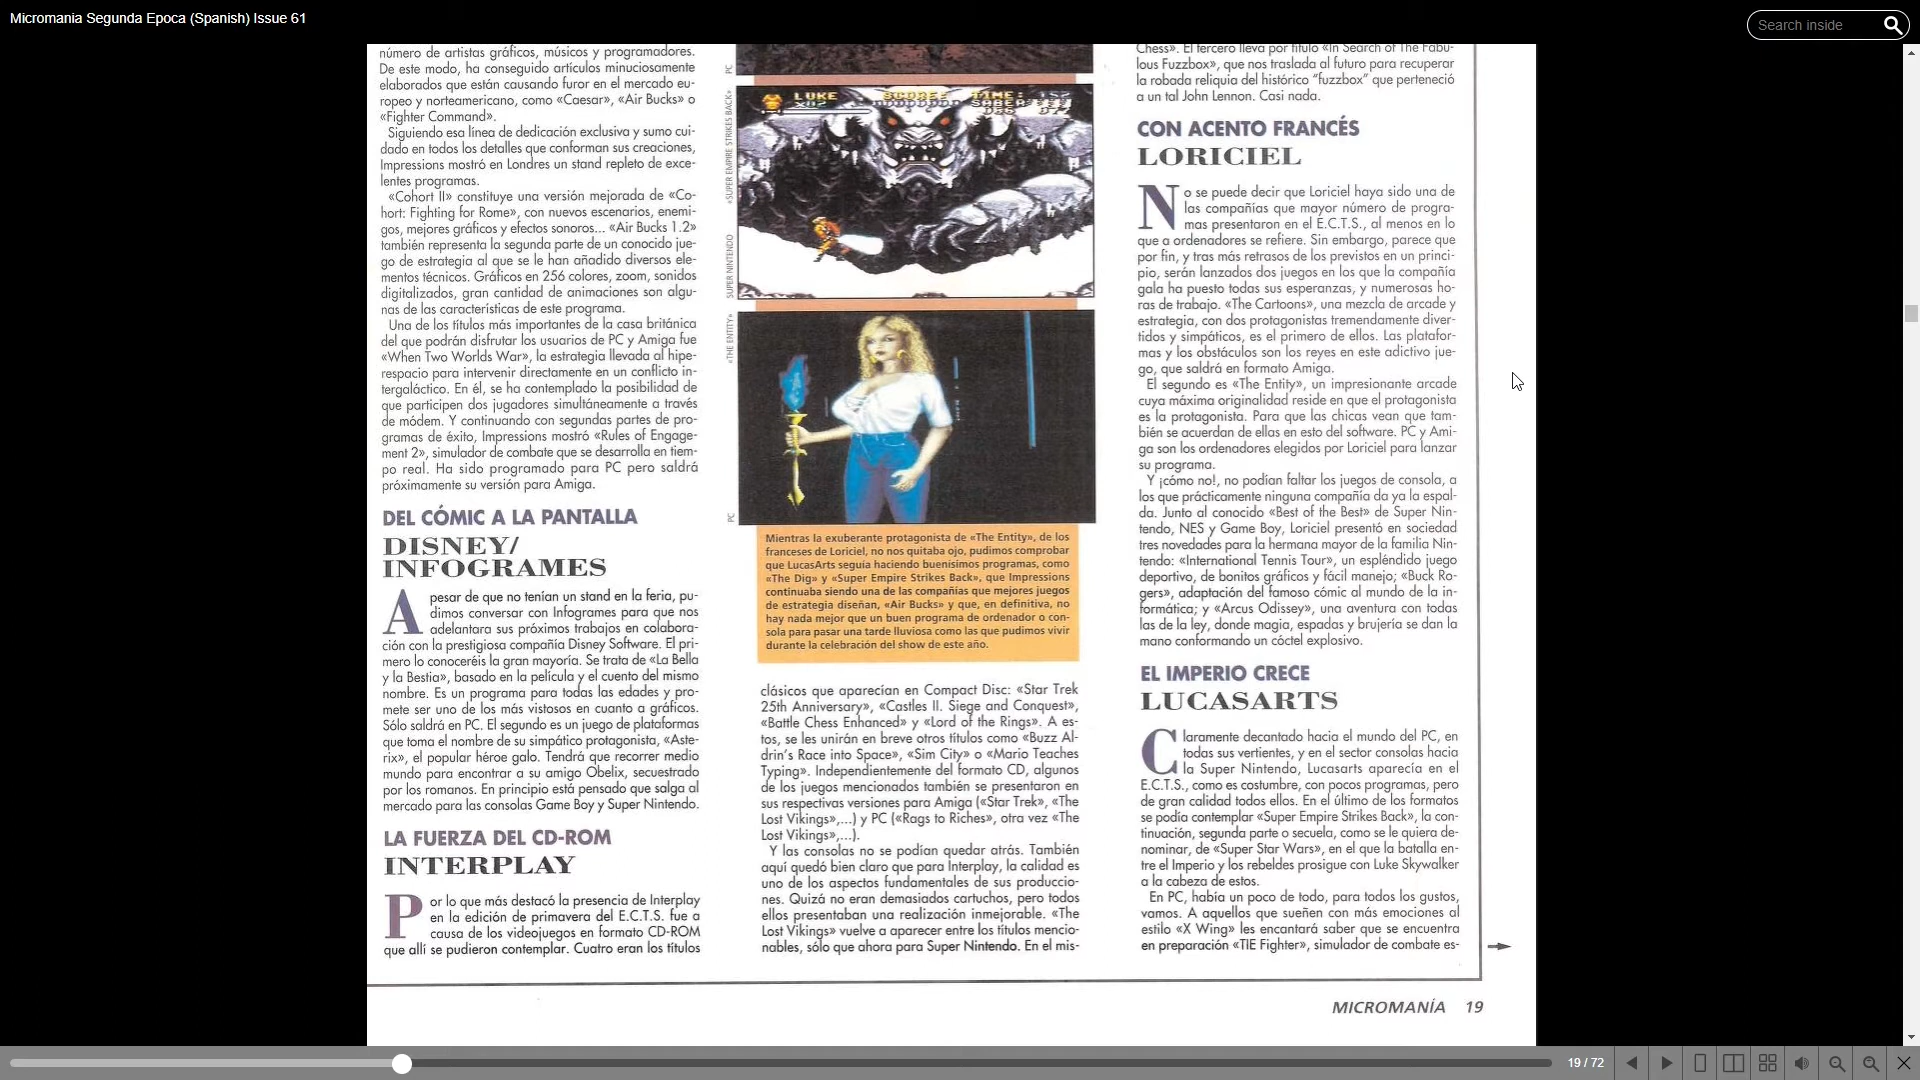 Micromania Segunda Epoca (Spanish) Issue 61
Search inside
número de artistas gráficos, músicos y programadores.
De este modo, ha conseguido artículos minuciosamente
elaborados que están causando furor en el mercado eu-
ropeo y norteamericano, como «Caesar», «Air Bucks» o
«Fighter Command».
Siguiendo esa línea de dedicación exclusiva y sumo cui-
dado en todos los detalles que conforman sus creaciones,
Impressions mostró en Londres un stand repleto de exce-
lentes programas.
«Cohort II» constituye una versión mejorada de «Co-
hort: Fighting for Rome», con nuevos escenarios, enemi-
gos, mejores gráficos y efectos sonoros... «Air Bucks 1.2»
también representa la segunda parte de un conocido jue-
go de estrategia al que se le han añadido diversos ele-
mentos técnicos. Gráficos en 256 colores, zoom, sonidos
digitalizados, gran cantidad de animaciones son algu-
nas de las características de este programa.
Una de los títulos más importantes de la casa británica
del que podrán disfrutar los usuarios de PC y Amiga fue
«When Two Worlds War», la estrategia llevada al hipe-
respacio para intervenir directamente en un conflicto in-
tergaláctico. En él, se ha contemplado la posibilidad de
que participen dos jugadores simultáneamente a través
de módem. Y continuando con segundas partes de pro-
gramas de éxito, Impressions mostró «Rules of Engage-
ment 2», simulador de combate que se desarrolla en tiem-
po real. Ha sido programado para PC pero saldrá
próximamente su versión para Amiga.
DEL CÓMIC A LA PANTALLA
DISNEY/
INFOGRAMES
A pesar de que no tenían un stand en la feria, pu-
dimos conversar con Infogrames para que nos
adelantara sus próximos trabajos en colabora-
ción con la prestigiosa compañía Disney Software. El pri-
mero lo conoceréis la gran mayoría. Se trata de «La Bella
y la Bestia», basado en la película y el cuento del mismo
nombre. Es un programa para todas las edades y pro-
mete ser uno de los más vistosos en cuanto a gráficos.
Sólo saldrá en PC. El segundo es un juego de plataformas
que toma el nombre de su simpático protagonista, «Aste-
rix», el popular héroe galo. Tendrá que recorrer medio
mundo para encontrar a su amigo Obelix, secuestrado
por los romanos. En principio está pensado que salga al
mercado para las consolas Game Boy y Super Nintendo.
LA FUERZA DEL CD-ROM
INTERPLAY
Por lo que más destacó la presencia de Interplay
en la edición de primavera del E.C.T.S. fue a
causa de los videojuegos en formato CD-ROM
que allí se pudieron contemplar. Cuatro eran los títulos
PC
«SUPER EMPIRE STRIKES BACK»
SUPER NINTENDO
LUKE
X02
SCORE
TIME: 152
SABER
«THE ENTITY»
PC
Mientras la exuberante protagonista de «The Entity», de los
franceses de Loriciel, no nos quitaba ojo, pudimos comprobar
que LucasArts seguía haciendo buenísimos programas, como
«The Dig» y «Super Empire Strikes Back», que Impressions
continuaba siendo una de las compañías que mejores juegos
de estrategia diseñan, «Air Bucks» y que, en definitiva, no
hay nada mejor que un buen programa de ordenador o con-
sola para pasar una tarde lluviosa como las que pudimos vivir
durante la celebración del show de este año.
clásicos que aparecían en Compact Disc: «Star Trek
25th Anniversary», «Castles II. Siege and Conquest»,
«Battle Chess Enhanced» y «Lord of the Rings». A es-
tos, se les unirán en breve otros títulos como «Buzz Al-
drin's Race into Space», «Sim City» o «Mario Teaches
Typing». Independientemente del formato CD, algunos
de los juegos mencionados también se presentaron en
sus respectivas versiones para Amiga («Star Trek», «The
Lost Vikings»,...) y PC («Rags to Riches», otra vez «The
Lost Vikings»,...).
Y las consolas no se podían quedar atrás. También
aquí quedó bien claro que para Interplay, la calidad es
uno de los aspectos fundamentales de sus produccio-
nes. Quizá no eran demasiados cartuchos, pero todos
ellos presentaban una realización inmejorable. «The
Lost Vikings» vuelve a aparecer entre los títulos mencio-
nables, sólo que ahora para Super Nintendo. En el mis-
Chess». El tercero lleva por título «In Search of The Fabu-
lous Fuzzbox», que nos traslada al futuro para recuperar
la robada reliquia del histórico "fuzzbox" que perteneció
a un tal John Lennon. Casi nada.
CON ACENTO FRANCÉS
LORICIEL
No se puede decir que Loriciel haya sido una de
las compañías que mayor número de progra-
mas presentaron en el E.C.T.S., al menos en lo
que a ordenadores se refiere. Sin embargo, parece que
por fin, y tras más retrasos de los previstos en un princi-
pio, serán lanzados dos juegos en los que la compañía
gala ha puesto todas sus esperanzas, y numerosas ho-
ras de trabajo. «The Cartoons», una mezcla de arcade y
estrategia, con dos protagonistas tremendamente diver-
tidos y simpáticos, es el primero de ellos. Las platafor-
mas y los obstáculos son los reyes en este adictivo jue-
go, que saldrá en formato Amiga.
El segundo es «The Entity», un impresionante arcade
cuya máxima originalidad reside en que el protagonista
es la protagonista. Para que las chicas vean que tam-
bién se acuerdan de ellas en esto del software. PC y Ami-
ga son los ordenadores elegidos por Loriciel para lanzar
su programa.
Y ¡cómo no!, no podían faltar los juegos de consola, a
los que prácticamente ninguna compañía da ya la espal-
da. Junto al conocido «Best of the Best» de Super Nin-
tendo, NES y Game Boy, Loriciel presentó en sociedad
tres novedades para la hermana mayor de la familia Nin-
tendo: «International Tennis Tour», un espléndido juego
deportivo, de bonitos gráficos y fácil manejo; «Buck Ro-
gers», adaptación del famoso cómic al mundo de la in-
formática; y «Arcus Odissey», una aventura con todas
las de la ley, donde magia, espadas y brujería se dan la
mano conformando un cóctel explosivo.
EL IMPERIO CRECE
LUCASARTS
Claramente decantado hacia el mundo del PC, en
todas sus vertientes, y en el sector consolas hacia
la Super Nintendo, Lucasarts aparecía en el
E.C.T.S., como es costumbre, con pocos programas, pero
de gran calidad todos ellos. En el último de los formatos
se podía contemplar «Super Empire Strikes Back», la con-
tinuación, segunda parte o secuela, como se le quiera de-
nominar, de «Super Star Wars», en el que la batalla en-
tre el Imperio y los rebeldes prosigue con Luke Skywalker
a la cabeza de estos.
En PC, había un poco de todo, para todos los gustos,
vamos. A aquellos que sueñen con más emociones al
estilo «X Wing» les encantará saber que se encuentra
en preparación «TIE Fighter», simulador de combate es-
MICROMANÍA 19
19 / 72